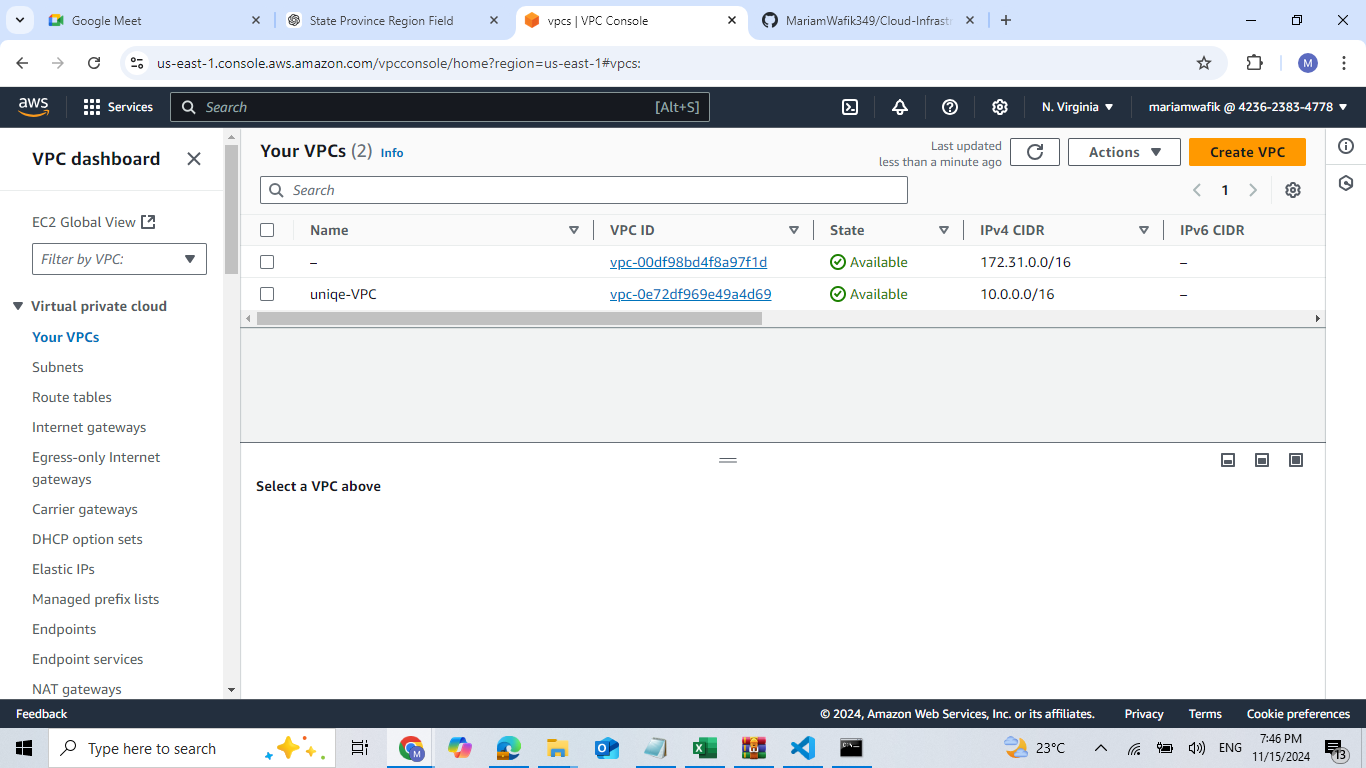 Google Meet
State Province Region Field
vpcs | VPC Console
MariamWafik349/Cloud-Infrastr
us-east-1.console.aws.amazon.com/vpcconsole/home?region=us-east-1#vpcs:
M
aws
Services
Search
[Alt+S]
N. Virginia
mariamwafik @ 4236-2383-4778
VPC dashboard
EC2 Global View
Filter by VPC:
Virtual private cloud
Your VPCs
Subnets
Route tables
Internet gateways
Egress-only Internet
gateways
Carrier gateways
DHCP option sets
Elastic IPs
Managed prefix lists
Endpoints
Endpoint services
NAT gateways
Your VPCs (2) Info
Last updated
less than a minute ago
Actions
Create VPC
Search
1
Name VPC ID State IPv4 CIDR IPv6 CIDR
– vpc-00df98bd4f8a97f1d Available 172.31.0.0/16 –
uniqe-VPC vpc-0e72df969e49a4d69 Available 10.0.0.0/16 –
Select a VPC above
Feedback
© 2024, Amazon Web Services, Inc. or its affiliates.
Privacy
Terms
Cookie preferences
Type here to search
M
23°C
ENG
7:46 PM
11/15/2024
13